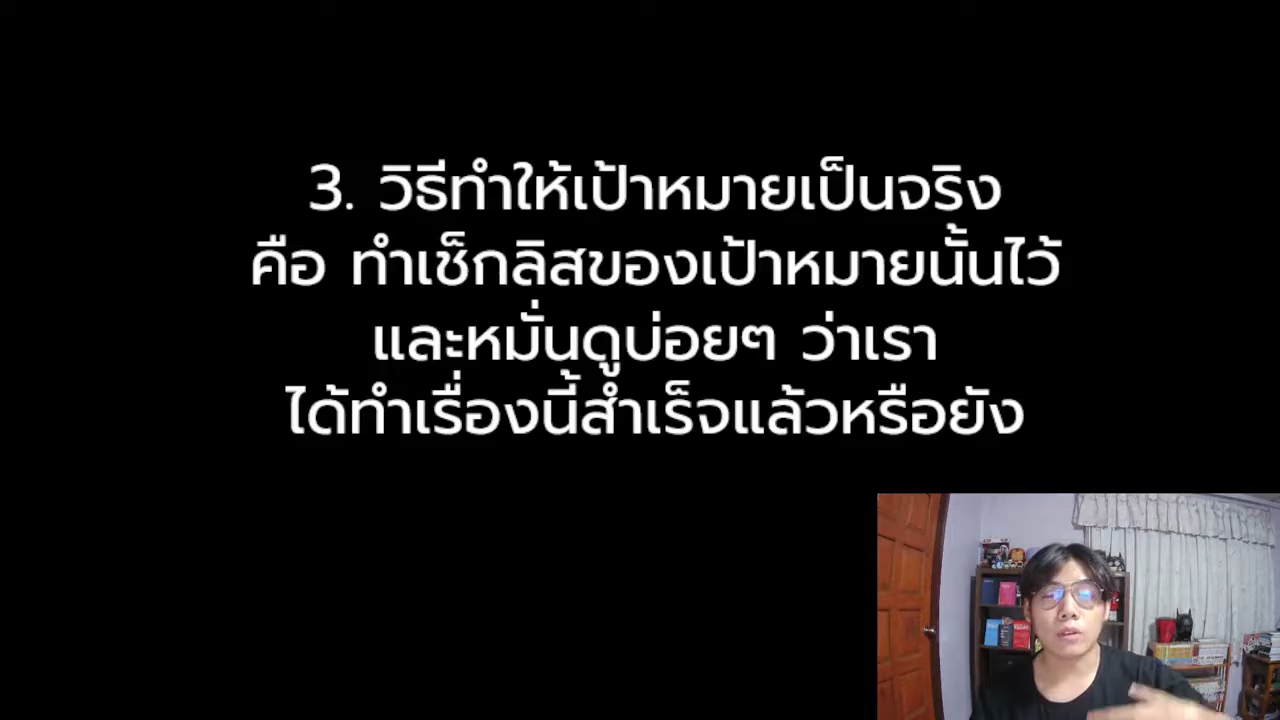 3. วิธีทำให้เป้าหมายเป็นจริง
คือ ทำเช็กลิสของเป้าหมายนั้นไว้
และหมั่นดูบ่อยๆ ว่าเรา
ได้ทำเรื่องนี้สำเร็จแล้วหรือยัง